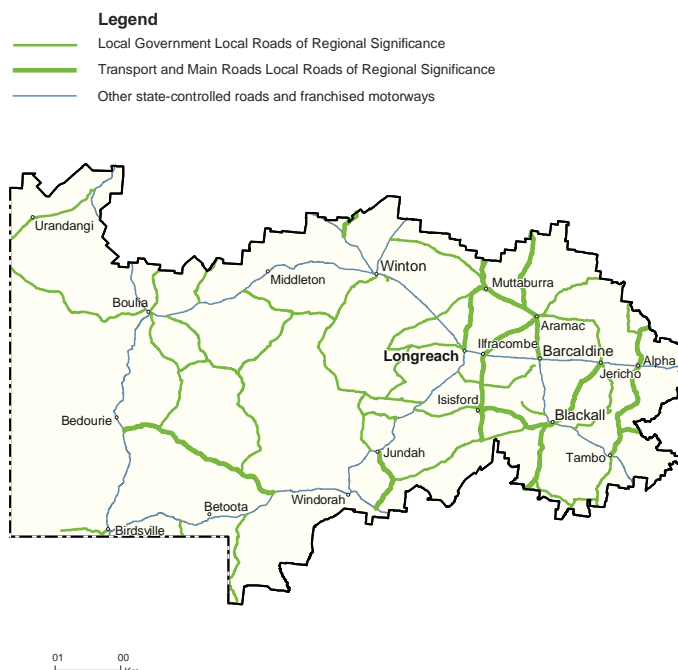 Legend
Local Government Local Roads of Regional Significance
Transport and Main Roads Local Roads of Regional Significance
Other state-controlled roads and franchised motorways
Urandangi
Winton
Middleton
Muttaburra
Boulia
Aramac
Ilfracombe
Longreach
Barcaldine
Alpha
Jericho
Isisford
Bedourie
Blackall
Jundah
Tambo
Windorah
Betoota
Birdsville
01 00